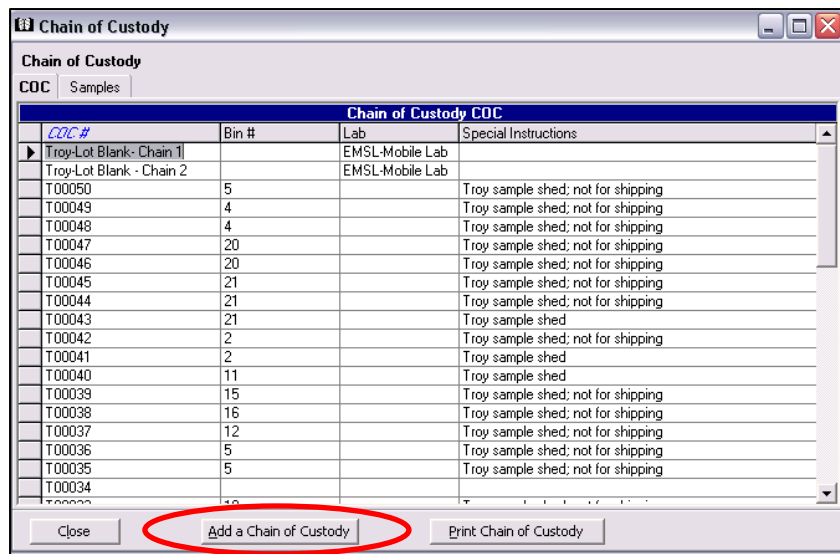 Chain of Custody
Chain of Custody
COC Samples
Chain of Custody COC
COC # Bin # Lab Special Instructions
Troy-Lot Blank- Chain 1 EMSL-Mobile Lab
Troy-Lot Blank - Chain 2 EMSL-Mobile Lab
T00050 5 Troy sample shed; not for shipping
T00049 4 Troy sample shed; not for shipping
T00048 4 Troy sample shed; not for shipping
T00047 20 Troy sample shed; not for shipping
T00046 20 Troy sample shed; not for shipping
T00045 21 Troy sample shed; not for shipping
T00044 21 Troy sample shed; not for shipping
T00043 21 Troy sample shed
T00042 2 Troy sample shed; not for shipping
T00041 2 Troy sample shed
T00040 11 Troy sample shed
T00039 15 Troy sample shed; not for shipping
T00038 16 Troy sample shed; not for shipping
T00037 12 Troy sample shed; not for shipping
T00036 5 Troy sample shed; not for shipping
T00035 5 Troy sample shed; not for shipping
T00034
Close Add a Chain of Custody Print Chain of Custody